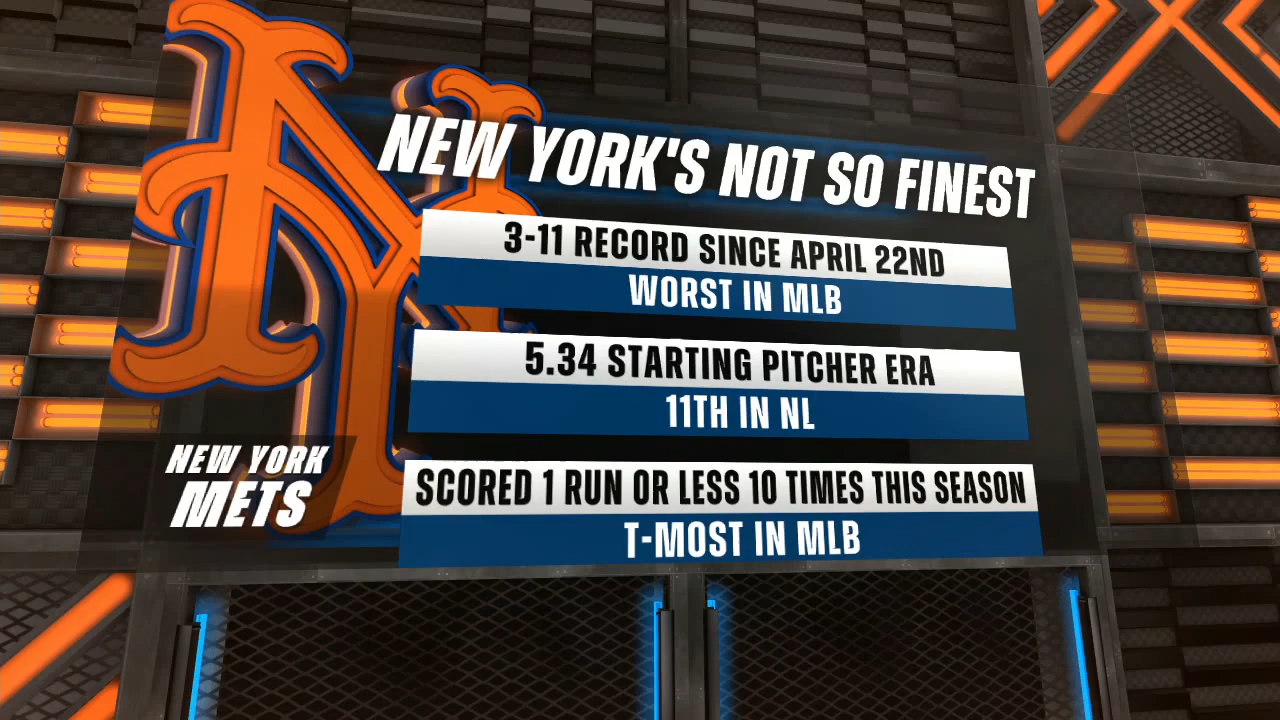 NEW YORK'S NOT SO FINEST
3-11 RECORD SINCE APRIL 22ND
WORST IN MLB
5.34 STARTING PITCHER ERA
11TH IN NL
SCORED 1 RUN OR LESS 10 TIMES THIS SEASON
T-MOST IN MLB
NEW YORK
METS
NY